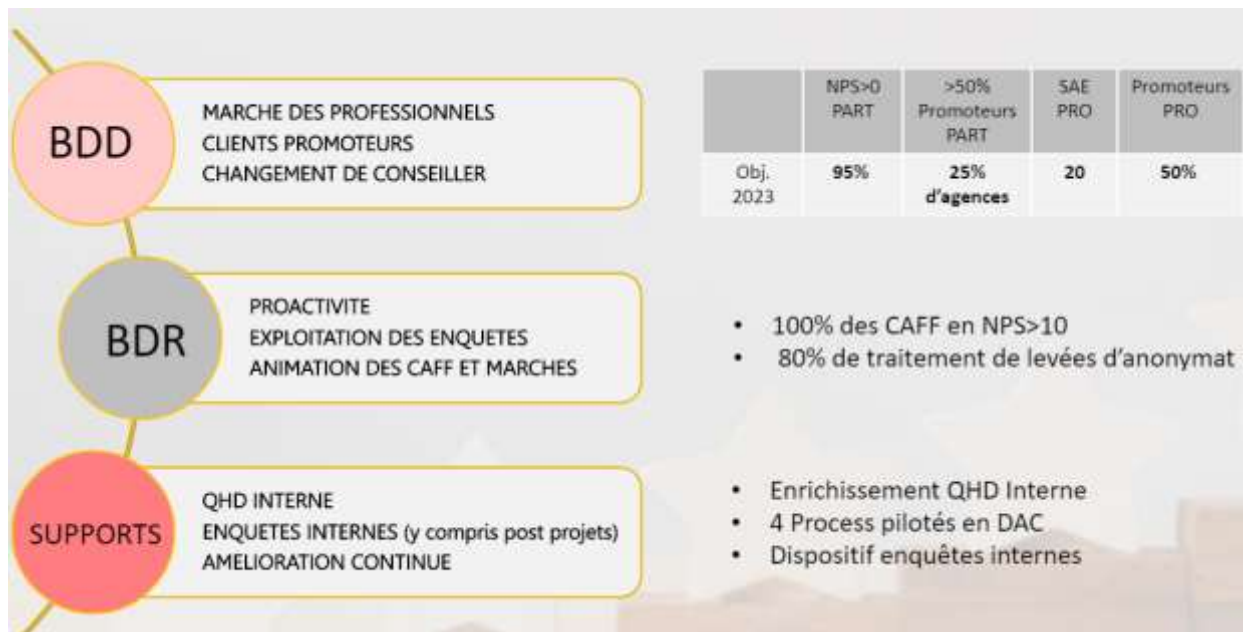 BDD
MARCHE DES PROFESSIONNELS
CLIENTS PROMOTEURS
CHANGEMENT DE CONSEILLER
NPS>0 PART
>50% Promoteurs PART
SAE PRO
Promoteurs PRO
Obj. 2023
95%
25% d'agences
20
50%
BDR
PROACTIVITE
EXPLOITATION DES ENQUETES
ANIMATION DES CAFF ET MARCHES
• 100% des CAFF en NPS>10
• 80% de traitement de levées d'anonymat
SUPPORTS
QHD INTERNE
ENQUETES INTERNES (y compris post projets)
AMELIORATION CONTINUE
• Enrichissement QHD Interne
• 4 Process pilotés en DAC
• Dispositif enquêtes internes